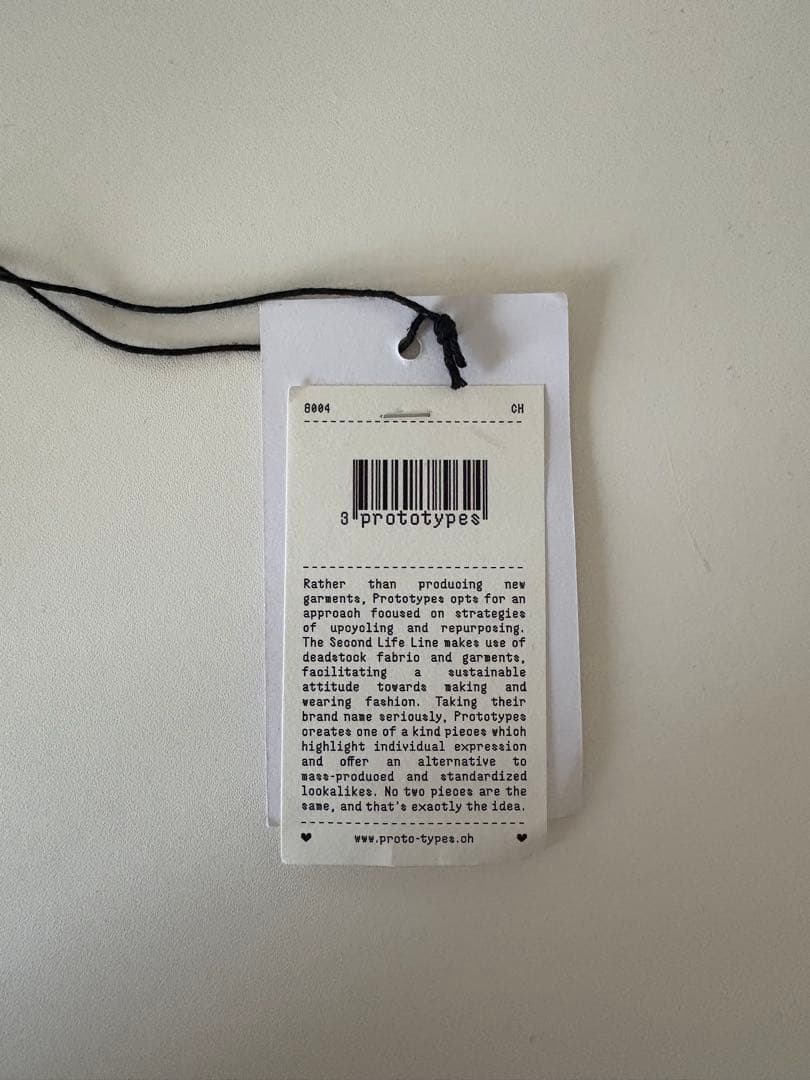 8004 CH
3 prototypes
Rather than producing new
garments, Prototypes opts for an
approach focused on strategies
of upcycling and repurposing.
The Second Life Line makes use of
deadstock fabric and garments,
facilitating a sustainable
attitude towards making and
wearing fashion. Taking their
brand name seriously, Prototypes
creates one of a kind pieces which
highlight individual expression
and offer an alternative to
mass-produced and standardized
lookalikes. No two pieces are the
same, and that's exactly the idea.
www.proto-types.ch